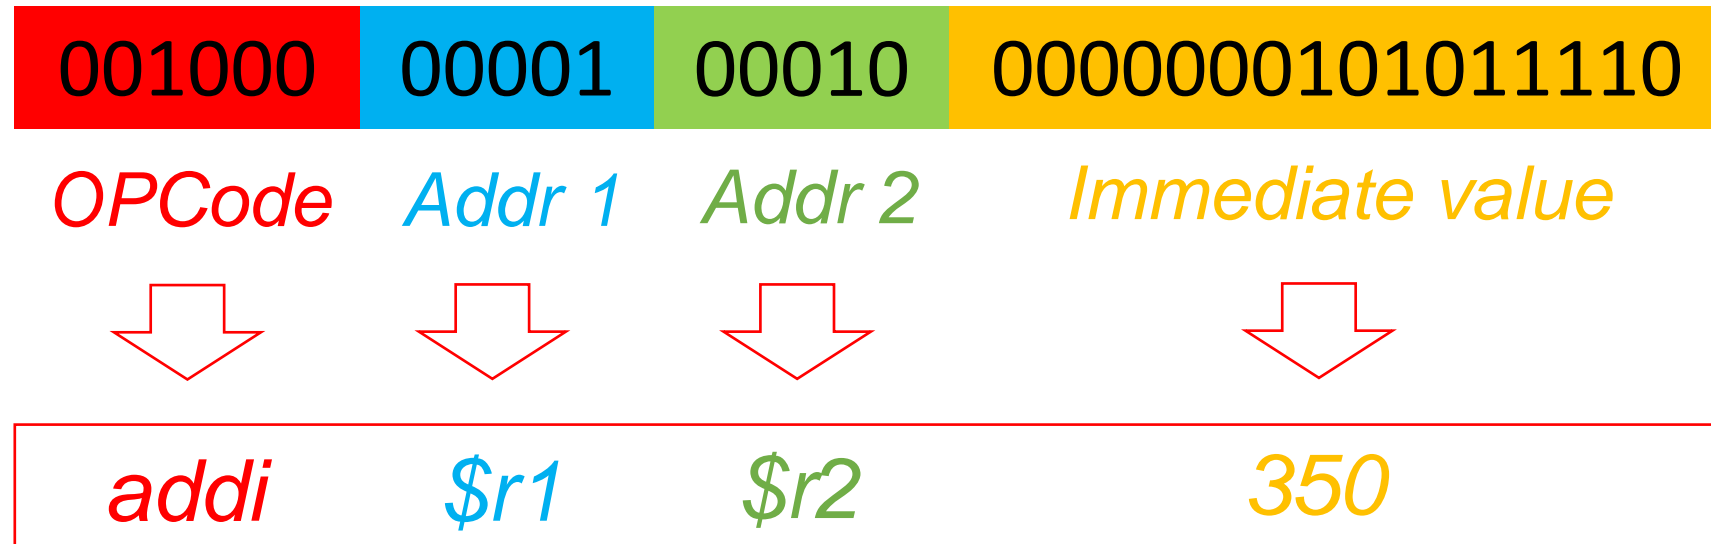 001000 00001 00010 0000000101011110
OPCode Addr 1 Addr 2 Immediate value
addi $r1 $r2 350